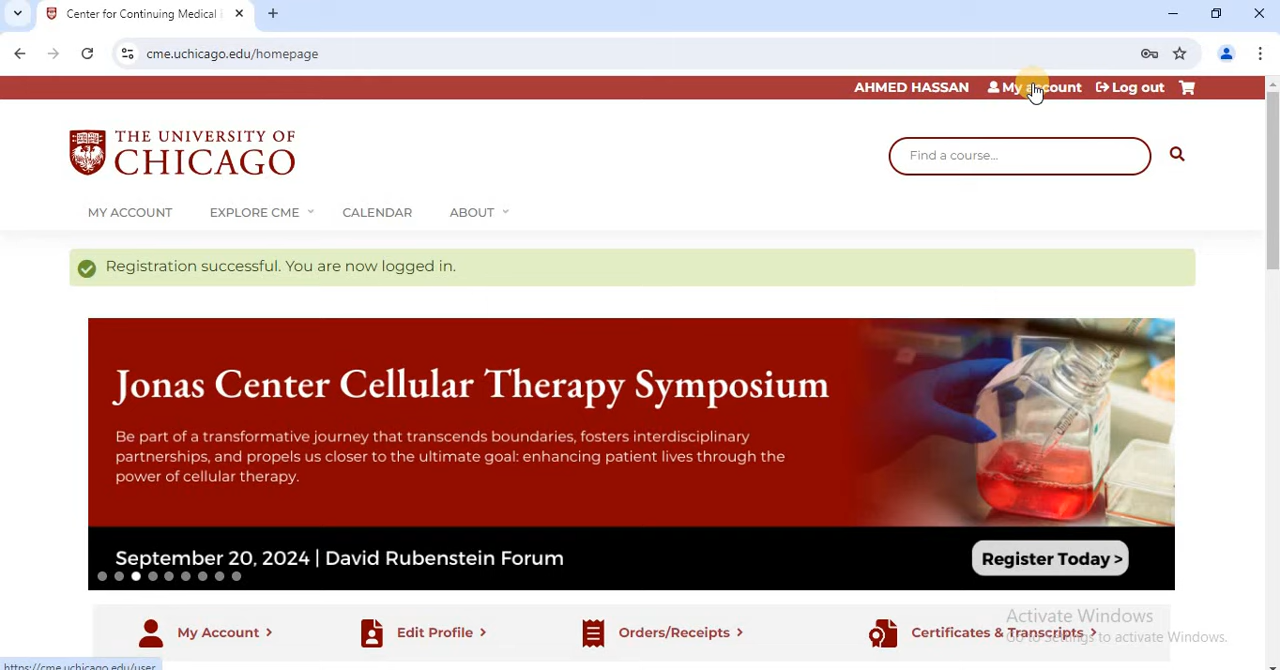 Center for Continuing Medical
cme.uchicago.edu/homepage
AHMED HASSAN My account Log out
THE UNIVERSITY OF
CHICAGO
Find a course...
MY ACCOUNT EXPLORE CME CALENDAR ABOUT
Registration successful. You are now logged in.
Jonas Center Cellular Therapy Symposium
Be part of a transformative journey that transcends boundaries, fosters interdisciplinary
partnerships, and propels us closer to the ultimate goal: enhancing patient lives through the
power of cellular therapy.
September 20, 2024 | David Rubenstein Forum
Register Today >
My Account > Edit Profile > Orders/Receipts > Certificates & Transcripts >
Activate Windows
Go to Settings to activate Windows.
https://cme.uchicago.edu/user